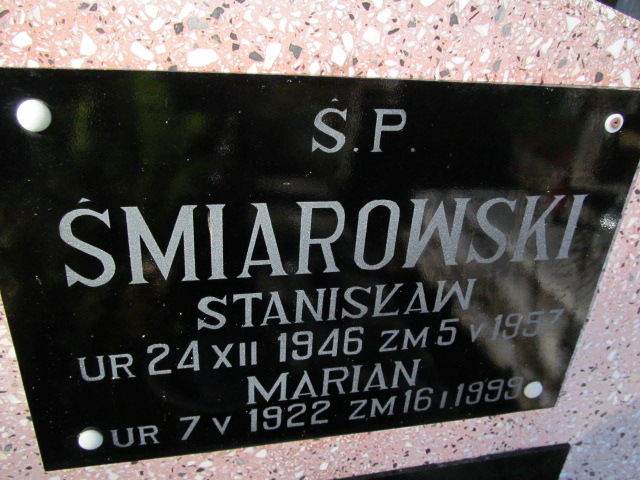 Ś.P.
ŚMIAROWSKI
STANISŁAW
UR 24 XII 1946 ZM 5 V 1957
MARIAN
UR 7 V 1922 ZM 16 I 1999